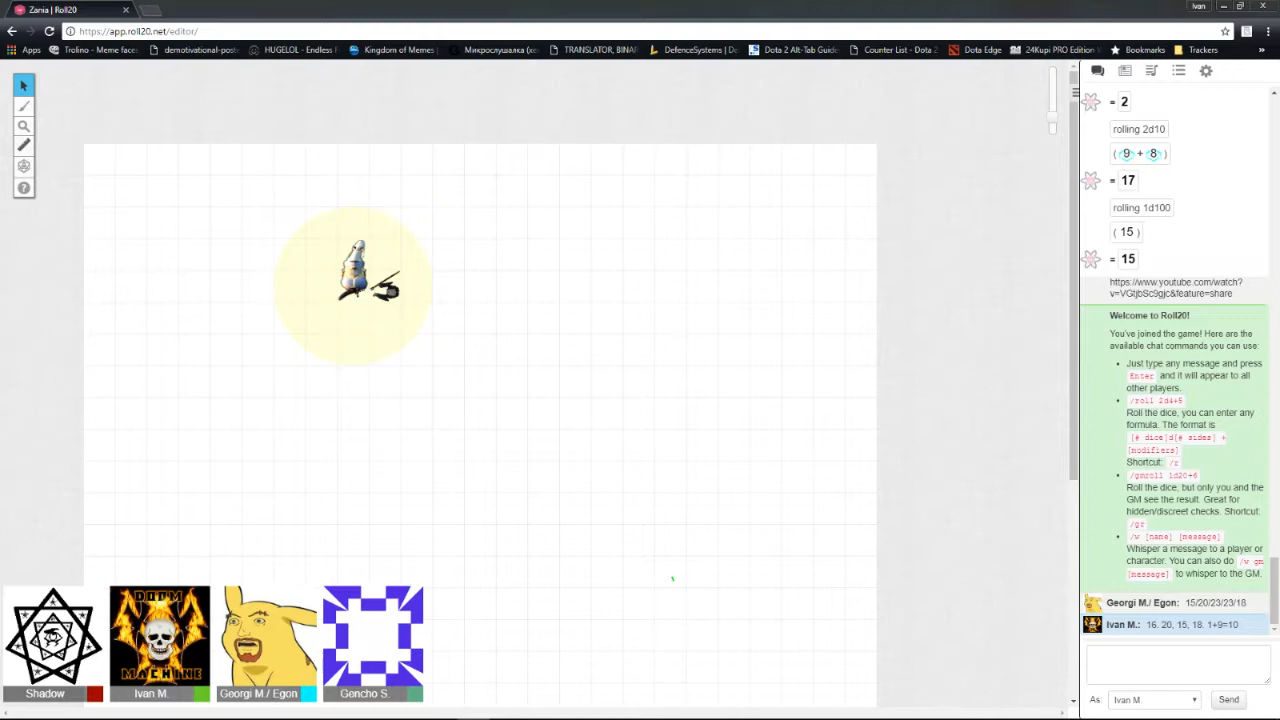 Zania | Roll20
Ivan
https://app.roll20.net/editor/
Apps
Trolino - Meme faces
demotivational-poste
HUGELOL - Endless F
Kingdom of Memes |
Микрослушалка (ка
TRANSLATOR, BINAR
DefenceSystems | Do
Dota 2 Alt-Tab Guide
Counter List - Dota 2
Dota Edge
24Kupi PRO Edition V
Bookmarks
Trackers
»
= 2
rolling 2d10
( 9 + 8 )
= 17
rolling 1d100
( 15 )
= 15
https://www.youtube.com/watch?
v=VGtjbSc9gjc&feature=share
Welcome to Roll20!
You've joined the game! Here are the
available chat commands you can use:
• Just type any message and press
Enter and it will appear to all
other players.
• /roll 2d4+5
Roll the dice, you can enter any
formula. The format is
[# dice]d[# sides] +
[modifiers]
Shortcut: /r
• /gmroll 1d20+6
Roll the dice, but only you and the
GM see the result. Great for
hidden/discreet checks. Shortcut:
/gr
• /w [name] [message]
Whisper a message to a player or
character. You can also do /w gm
[message] to whisper to the GM.
Georgi M./ Egon: 15/20/23/23/18
Ivan M.: 16. 20, 15, 18. 1+9=10
DOOM
MACHINE
Shadow
Ivan M.
Georgi M / Egon
Gencho S.
As:
Ivan M.
Send